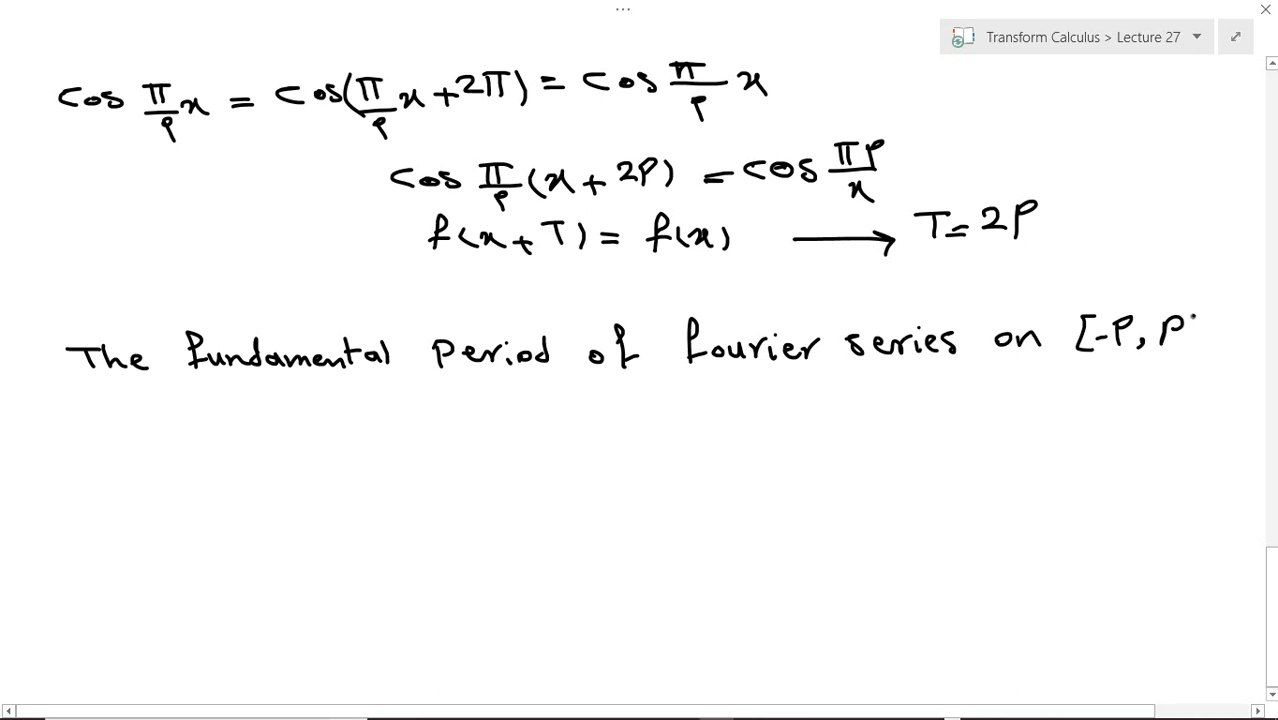 ...
Transform Calculus > Lecture 27
cos π/p x = cos(π/p x + 2π) = cos π/p x
cos π/p (x + 2p) = cos πp/x
f(x + T) = f(x) → T = 2p
The fundamental period of fourier series on [-p, p